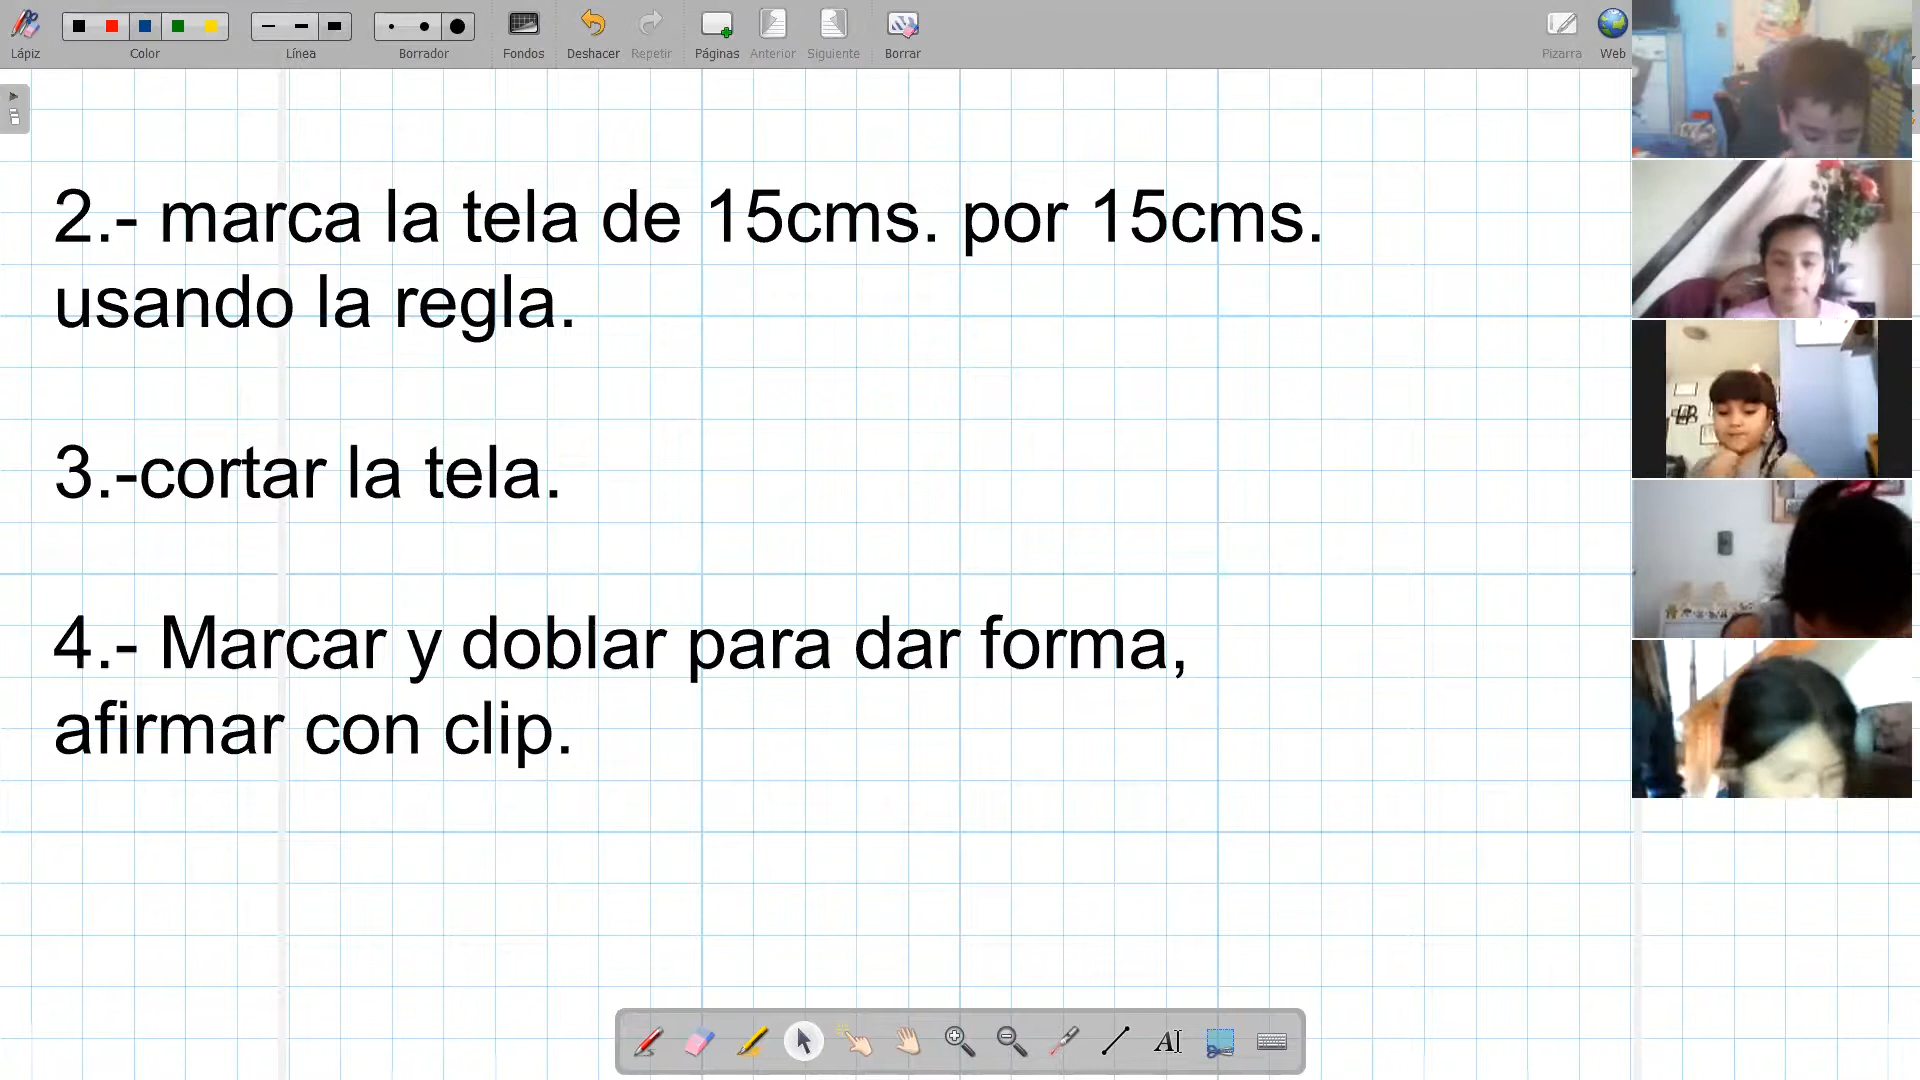 Lápiz Color Línea Borrador Fondos Deshacer Repetir Páginas Anterior Siguiente Borrar Pizarra Web
2.- marca la tela de 15cms. por 15cms.
usando la regla.
3.-cortar la tela.
4.- Marcar y doblar para dar forma,
afirmar con clip.